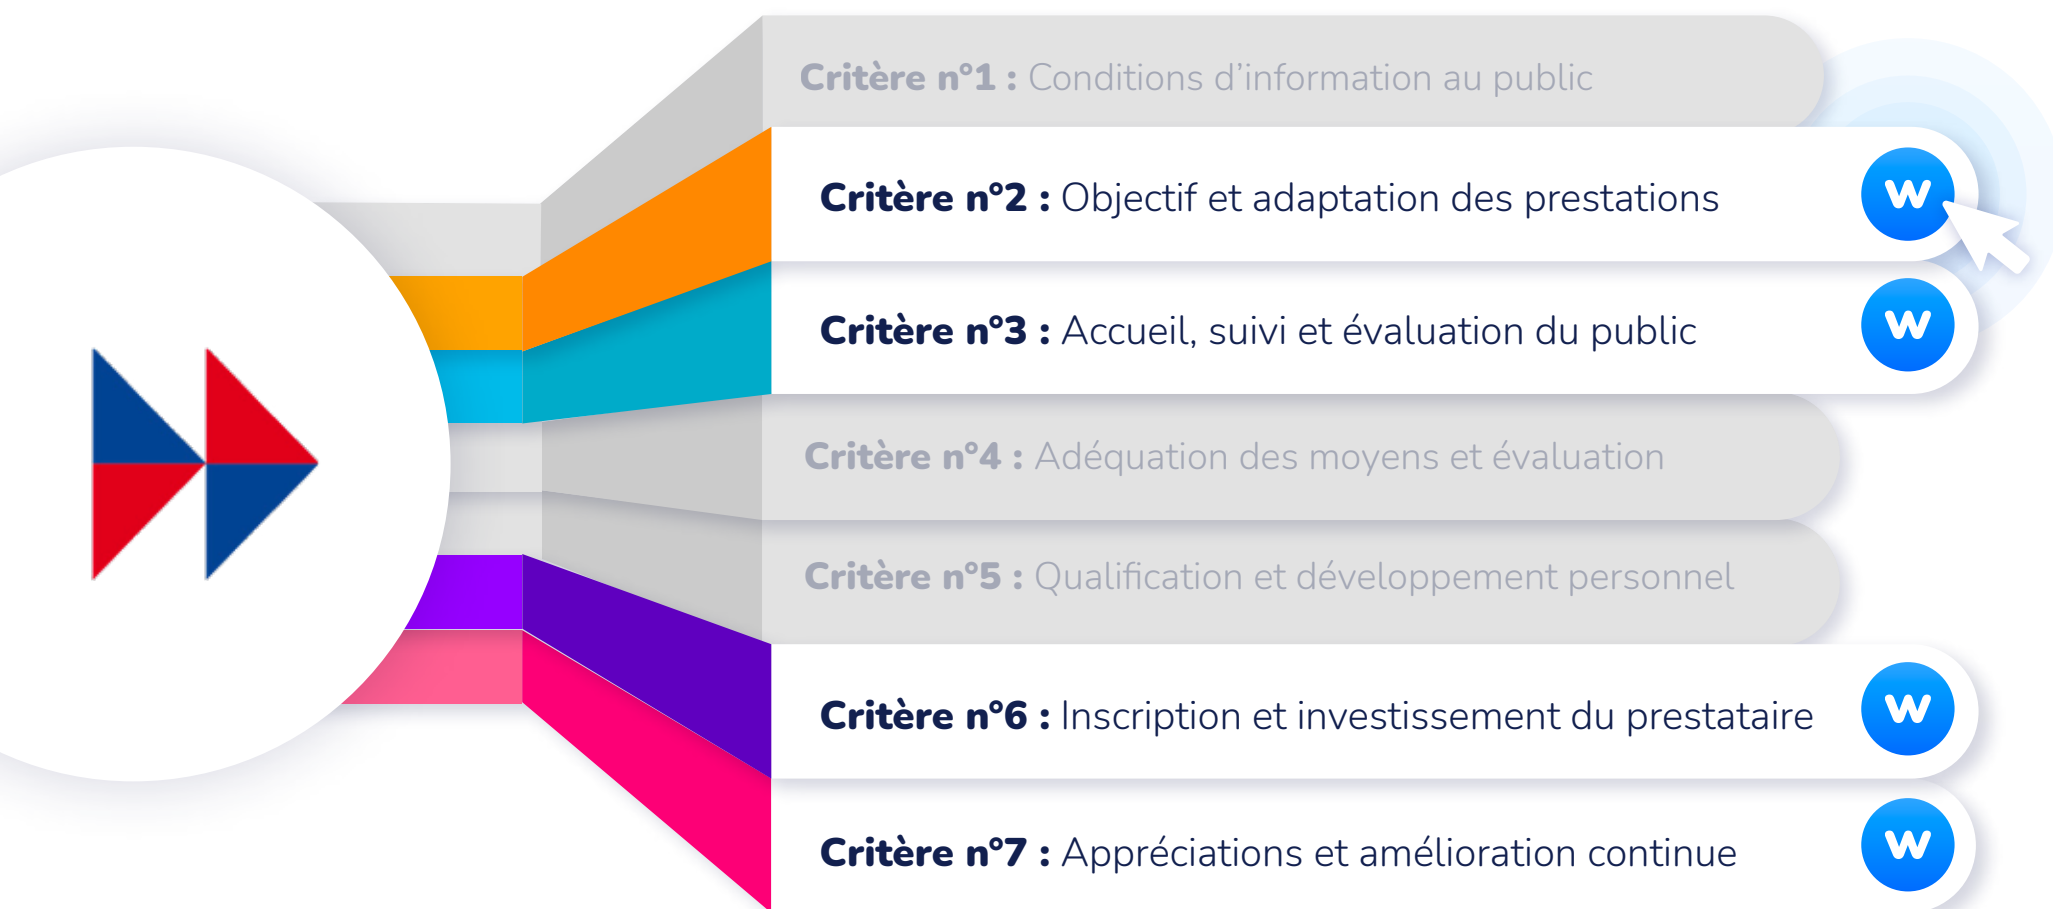 Critère n°1 : Conditions d’information au public
Critère n°2 : Objectif et adaptation des prestations
w
Critère n°3 : Accueil, suivi et évaluation du public
w
Critère n°4 : Adéquation des moyens et évaluation
Critère n°5 : Qualification et développement personnel
Critère n°6 : Inscription et investissement du prestataire
w
Critère n°7 : Appréciations et amélioration continue
w